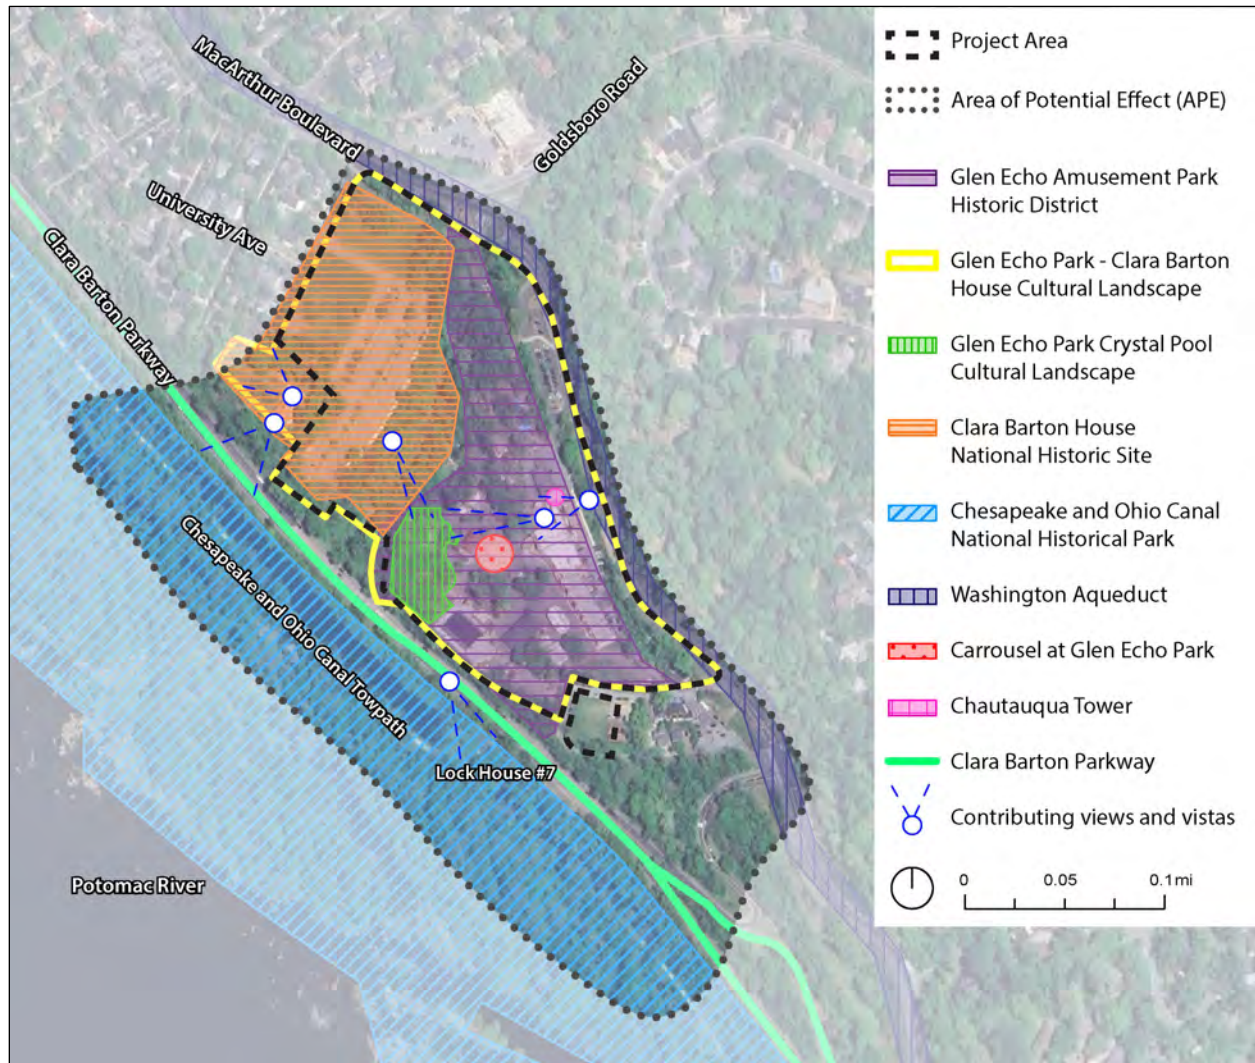 MacArthur Boulevard
Goldsboro Road
University Ave
Clara Barton Parkway
Chesapeake and Ohio Canal Towpath
Lock House #7
Potomac River
Project Area
Area of Potential Effect (APE)
Glen Echo Amusement Park
Historic District
Glen Echo Park - Clara Barton
House Cultural Landscape
Glen Echo Park Crystal Pool
Cultural Landscape
Clara Barton House
National Historic Site
Chesapeake and Ohio Canal
National Historical Park
Washington Aqueduct
Carrousel at Glen Echo Park
Chautauqua Tower
Clara Barton Parkway
Contributing views and vistas
0 0.05 0.1mi